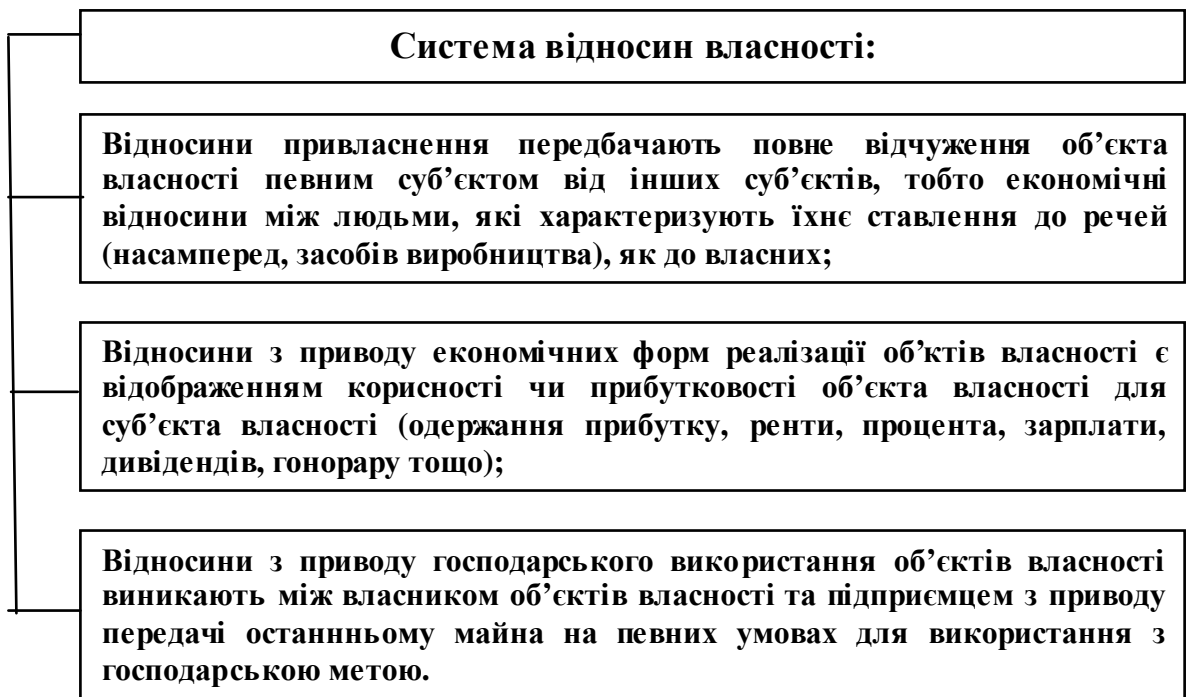 Система відносин власності:
Відносини привласнення передбачають повне відчуження об’єкта
власності певним суб’єктом від інших суб’єктів, тобто економічні
відносини між людьми, які характеризують їхнє ставлення до речей
(насамперед, засобів виробництва), як до власних;
Відносини з приводу економічних форм реалізації об’ктів власності є
відображенням корисності чи прибутковості об’єкта власності для
суб’єкта власності (одержання прибутку, ренти, процента, зарплати,
дивідендів, гонорару тощо);
Відносини з приводу господарського використання об’єктів власності
виникають між власником об’єктів власності та підприємцем з приводу
передачі останнньому майна на певних умовах для використання з
господарською метою.